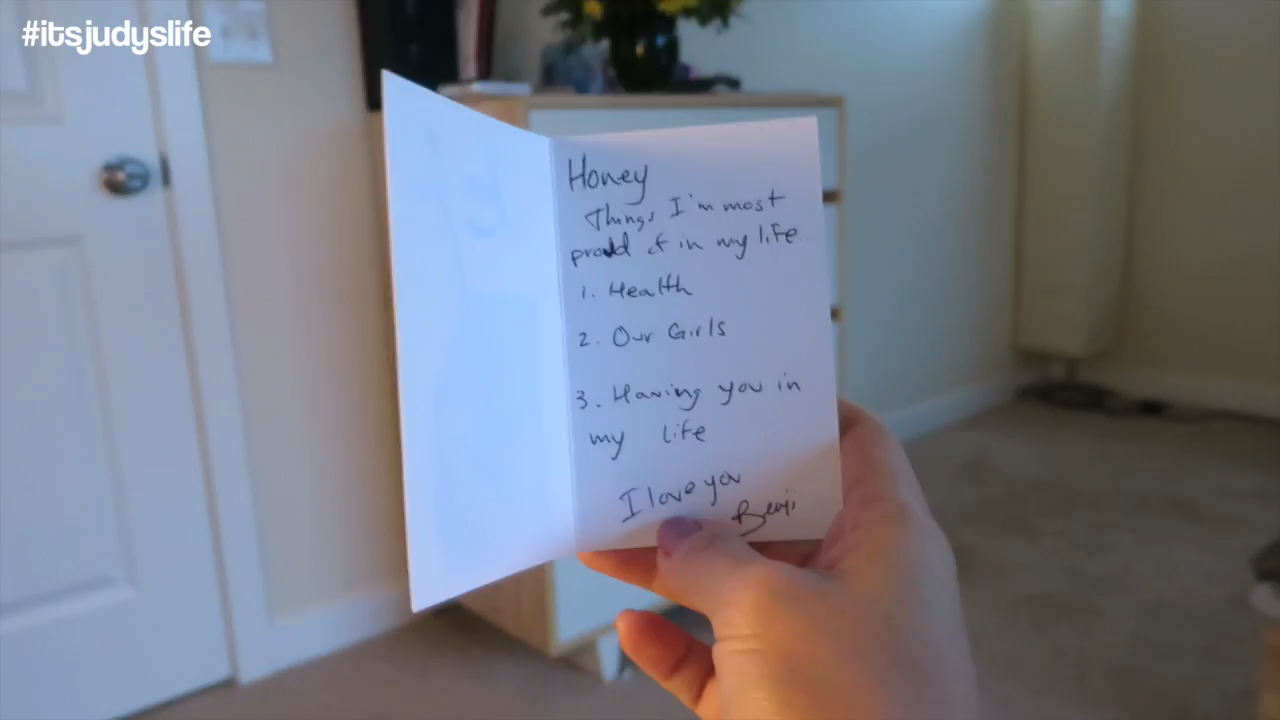 #itsjudyslife
Honey
Things I'm most
proud of in my life
1. Health
2. Our Girls
3. Having you in
my life
I love you
Benji